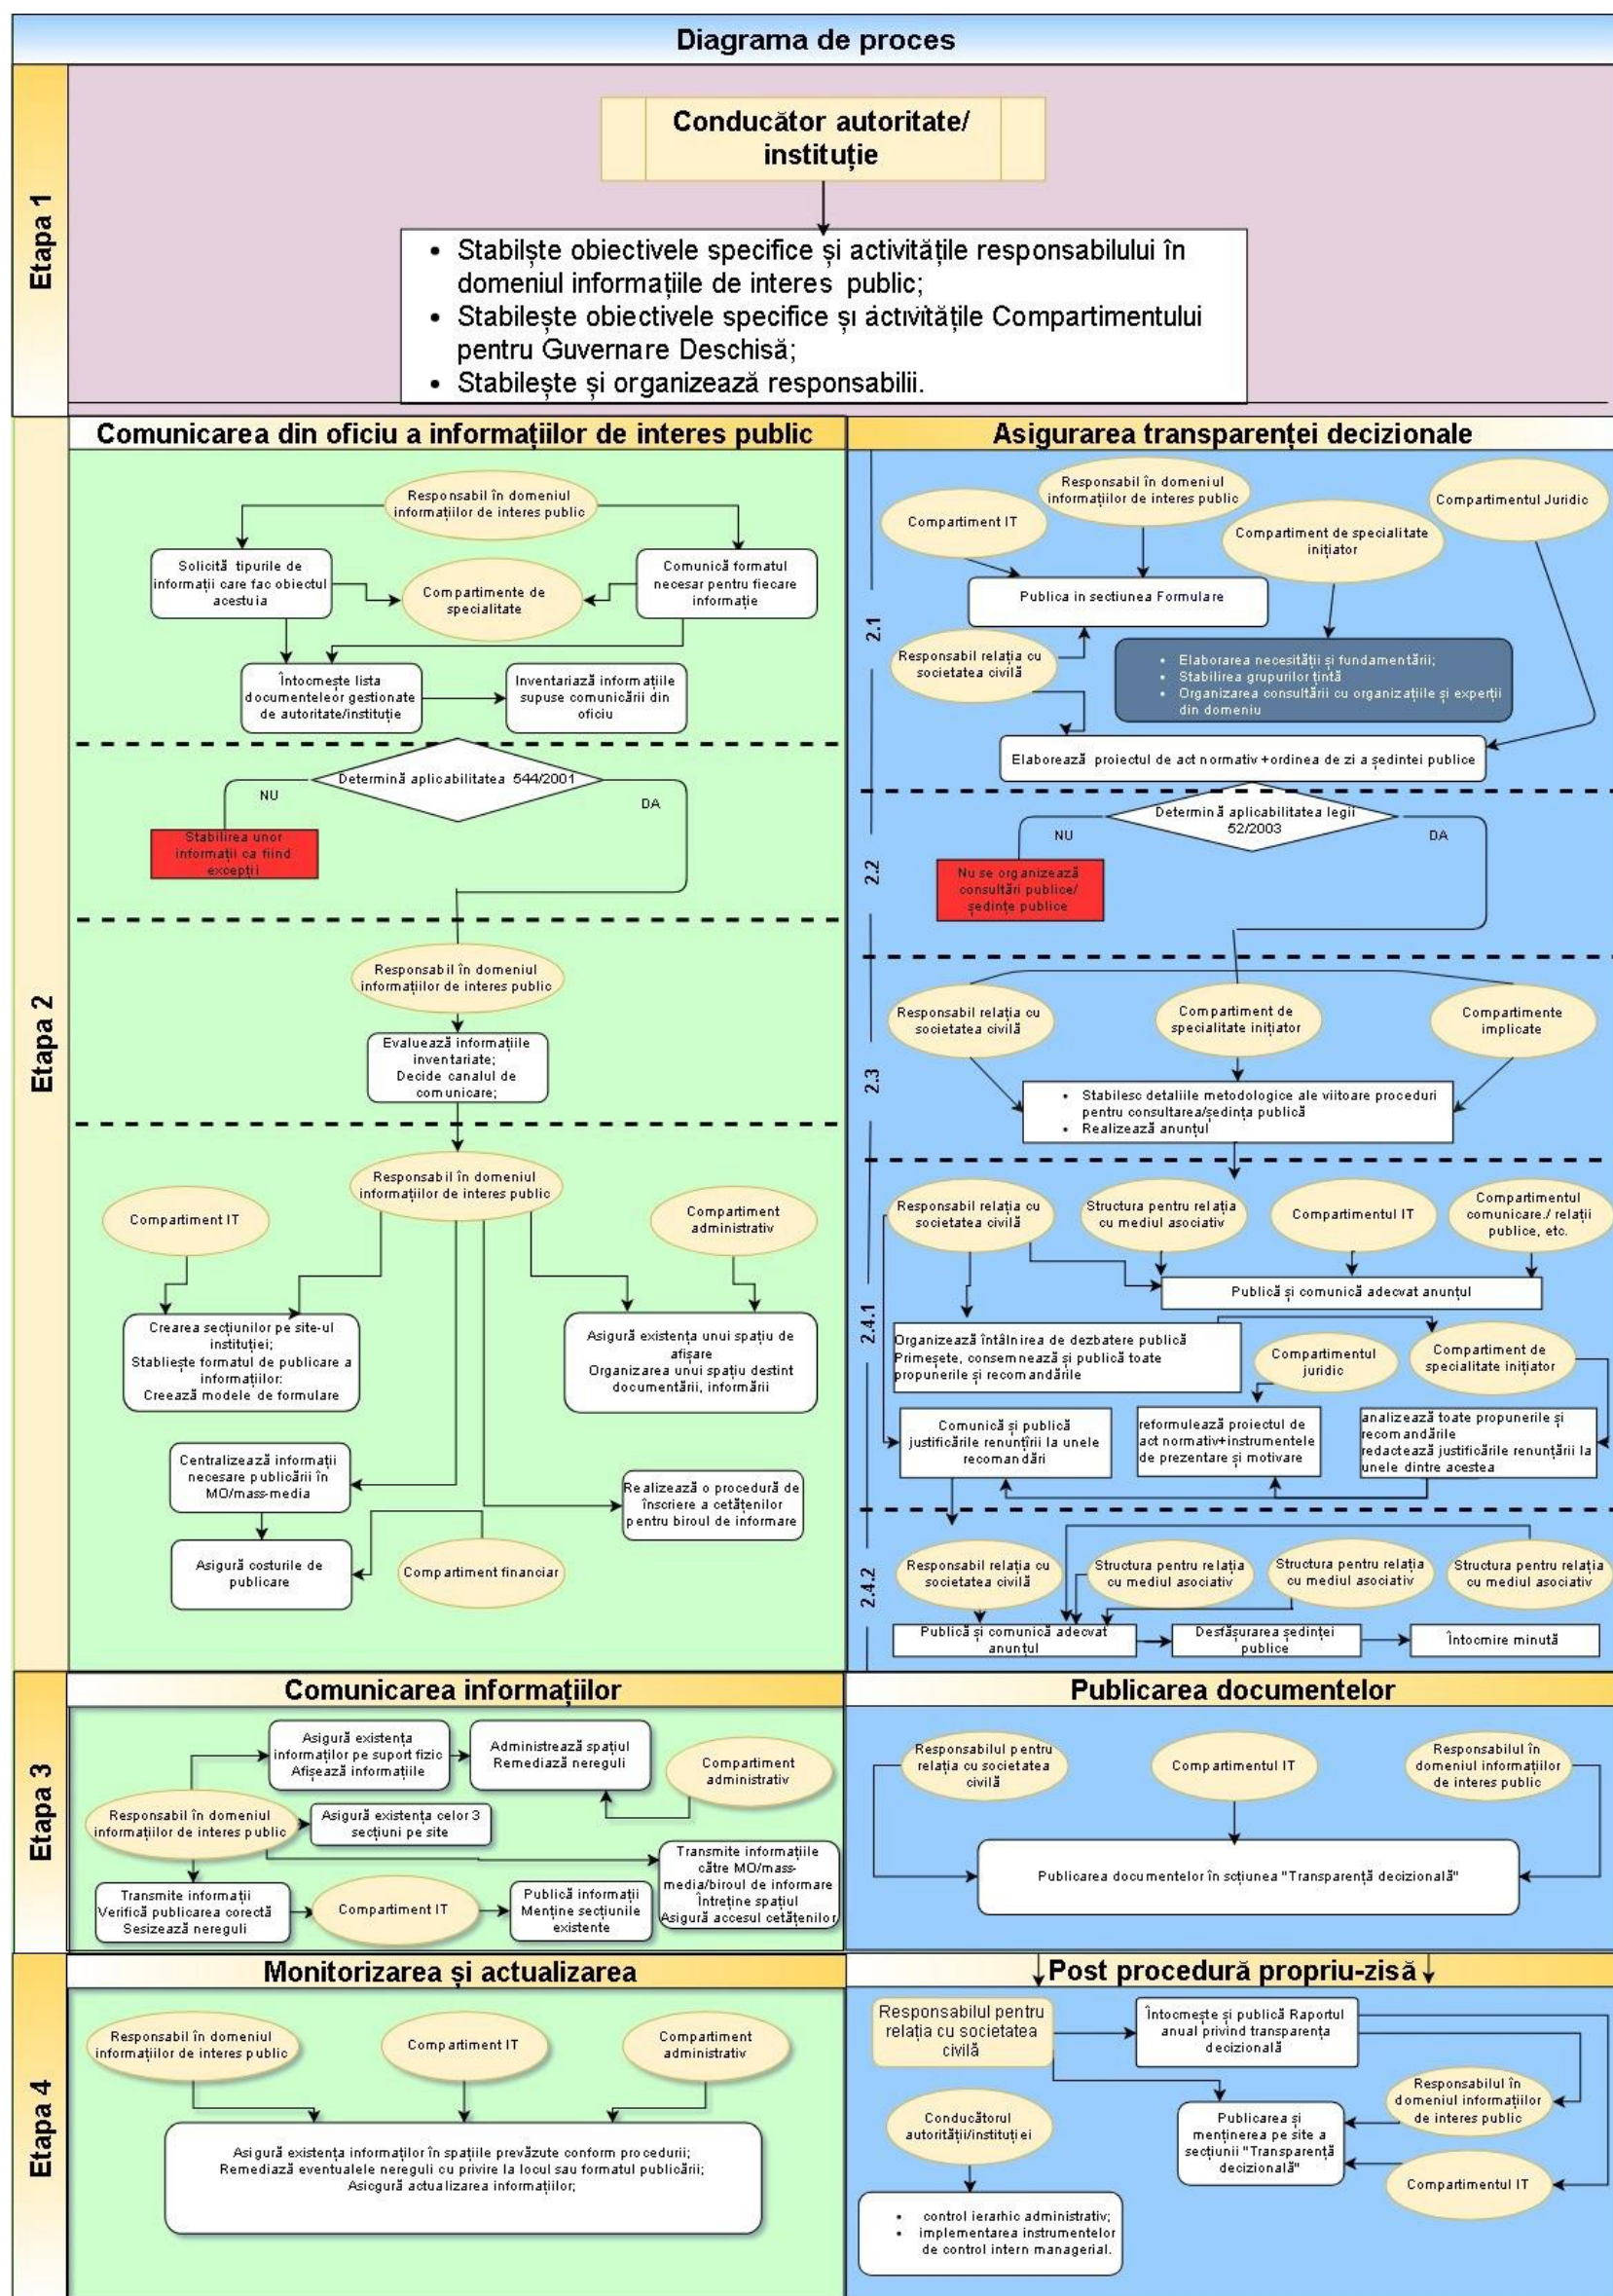 Diagrama de proces
Etapa 1
Conducător autoritate/
instituție
• Stabilște obiectivele specifice și activitățile responsabilului în
domeniul informațiile de interes public;
• Stabilește obiectivele specifice și activitățile Compartimentului
pentru Guvernare Deschisă;
• Stabilește și organizează responsabilii.
Etapa 2
Comunicarea din oficiu a informațiilor de interes public
Responsabil în domeniul
informațiilor de interes public
Solicită tipurile de
informații care fac obiectul
acestuia
Compartimente de
specialitate
Comunică formatul
necesar pentru fiecare
informație
Întocmește lista
documenteleor gestionate
de autoritate/instituție
Inventariază informațiile
supuse comunicării din
oficiu
Determină aplicabilitatea 544/2001
NU
DA
Stabilirea unor
informații ca fiind
excepții
Responsabil în domeniul
informațiilor de interes public
Evaluează informațiile
inventariate;
Decide canalul de
comunicare;
Responsabil în domeniul
informațiilor de interes public
Compartiment IT
Compartiment
administrativ
Crearea secțiunilor pe site-ul
instituției;
Stabliește formatul de publicare a
informațiilor:
Creează modele de formulare
Asigură existența unui spațiu de
afișare
Organizarea unui spațiu destint
documentării, informării
Centralizează informații
necesare publicării în
MO/mass-media
Realizează o procedură de
înscriere a cetățenilor
pentru biroul de informare
Asigură costurile de
publicare
Compartiment financiar
Asigurarea transparenței decizionale
2.1
Compartiment IT
Responsabil în domeniul
informațiilor de interes public
Compartiment de specialitate
inițiator
Compartimentul Juridic
Publica in sectiunea Formulare
Responsabil relația cu
societatea civilă
• Elaborarea necesității și fundamentării;
• Stabilirea grupurilor țintă
• Organizarea consultării cu organizațiile și experții
din domeniu
Elaborează proiectul de act normativ +ordinea de zi a ședintei publice
2.2
Determină aplicabilitatea legii
52/2003
NU
DA
Nu se organizează
consultări publice/
ședințe publice
2.3
Responsabil relația cu
societatea civilă
Compartiment de
specialitate inițiator
Compartimente
implicate
• Stabilesc detaliile metodologice ale viitoare proceduri
pentru consultarea/ședința publică
• Realizează anunțul
2.4.1
Responsabil relația cu
societatea civilă
Structura pentru relația
cu mediul asociativ
Compartimentul IT
Compartimentul
comunicare./ relații
publice, etc.
Publică și comunică adecvat anunțul
Organizează întâlnirea de dezbatere publică
Primeșete, consemnează și publică toate
propunerile și recomandările
Compartimentul
juridic
Compartiment de
specialitate inițiator
Comunică și publică
justificările renunțîrii la unele
recomandări
reformulează proiectul de
act normativ+instrumentele
de prezentare și motivare
analizează toate propunerile și
recomandările
redactează justificările renunțării la
unele dintre acestea
2.4.2
Responsabil relația cu
societatea civilă
Structura pentru relația
cu mediul asociativ
Structura pentru relația
cu mediul asociativ
Structura pentru relația
cu mediul asociativ
Publică și comunică adecvat
anunțul
Desfășurarea ședinței
publice
Întocmire minută
Etapa 3
Comunicarea informațiilor
Asigură existența
informaților pe suport fizic
Afișează informațiile
Administrează spațiul
Remediază nereguli
Compartiment
administrativ
Responsabil în domeniul
informațiilor de interes public
Asigură existența celor 3
secțiuni pe site
Transmite informații
Verifică publicarea corectă
Sesizează nereguli
Compartiment IT
Publică informații
Menține secțiunile
existente
Transmite informațiile
către MO/mass-
media/biroul de informare
Întreține spațiul
Asigură accesul cetățenilor
Publicarea documentelor
Responsabilul pentru
relația cu societatea
civilă
Compartimentul IT
Responsabilul în
domeniul informațiilor
de interes public
Publicarea documentelor în scțiunea "Transparență decizională"
Etapa 4
Monitorizarea și actualizarea
Responsabil în domeniul
informațiilor de interes public
Compartiment IT
Compartiment
administrativ
Asigură existența informaților în spațiile prevăzute conform procedurii;
Remediază eventualele nereguli cu privire la locul sau formatul publicării;
Asicgură actualizarea informațiilor;
Post procedură propriu-zisă
Responsabilul pentru
relația cu societatea
civilă
Întocmește și publică Raportul
anual privind transparența
decizională
Conducătorul
autorității/instituției
Publicarea și
menținerea pe site a
secțiunii "Transparență
decizională"
Responsabilul în
domeniul informațiilor
de interes public
Compartimentul IT
• control ierarhic administrativ;
• implementarea instrumentelor
de control intern managerial.